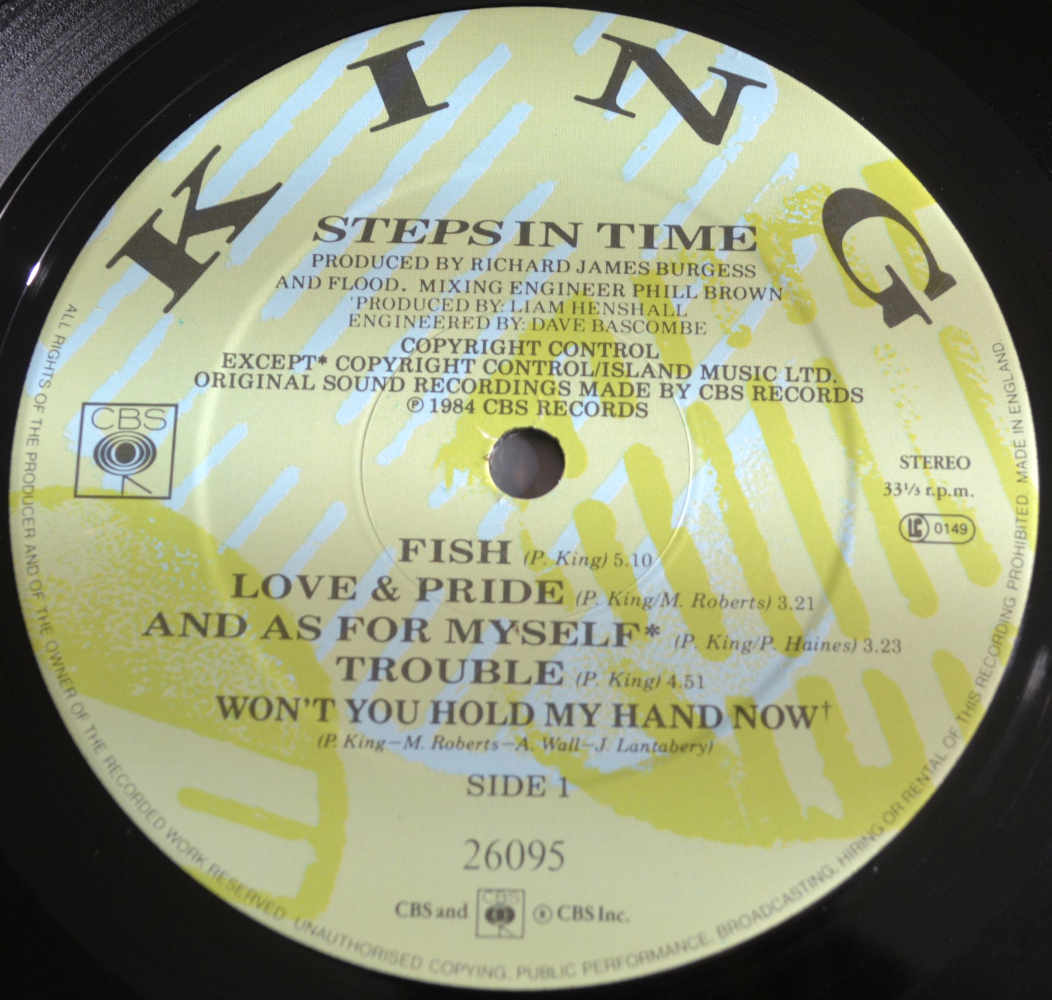 KING
STEPS IN TIME
PRODUCED BY RICHARD JAMES BURGESS
AND FLOOD. MIXING ENGINEER PHILL BROWN
'PRODUCED BY: LIAM HENSHALL
ENGINEERED BY: DAVE BASCOMBE
COPYRIGHT CONTROL
EXCEPT* COPYRIGHT CONTROL/ISLAND MUSIC LTD.
ORIGINAL SOUND RECORDINGS MADE BY CBS RECORDS
℗ 1984 CBS RECORDS
CBS
STEREO
33⅓ r.p.m.
LC 0149
FISH (P. King) 5.10
LOVE & PRIDE (P. King/M. Roberts) 3.21
AND AS FOR MYSELF* (P. King/P. Haines) 3.23
TROUBLE (P. King) 4.51
WON'T YOU HOLD MY HAND NOW†
(P. King–M. Roberts–A. Wall–J. Lantabery)
SIDE 1
26095
CBS and CBS ® CBS Inc.
ALL RIGHTS OF THE PRODUCER AND OF THE OWNER OF THE RECORDED WORK RESERVED. UNAUTHORISED COPYING, PUBLIC PERFORMANCE, BROADCASTING, HIRING OR RENTAL OF THIS RECORDING PROHIBITED. MADE IN ENGLAND.